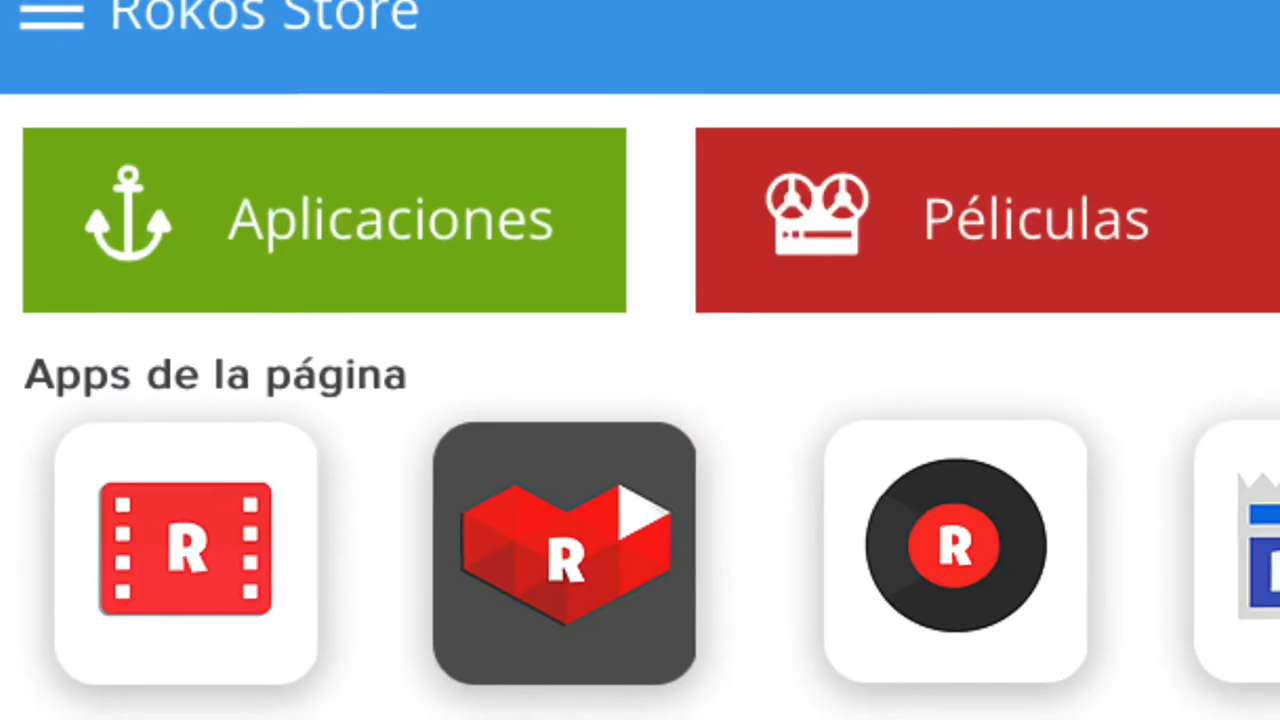 Rokos Store
Aplicaciones
Péliculas
Apps de la página
R
R
R